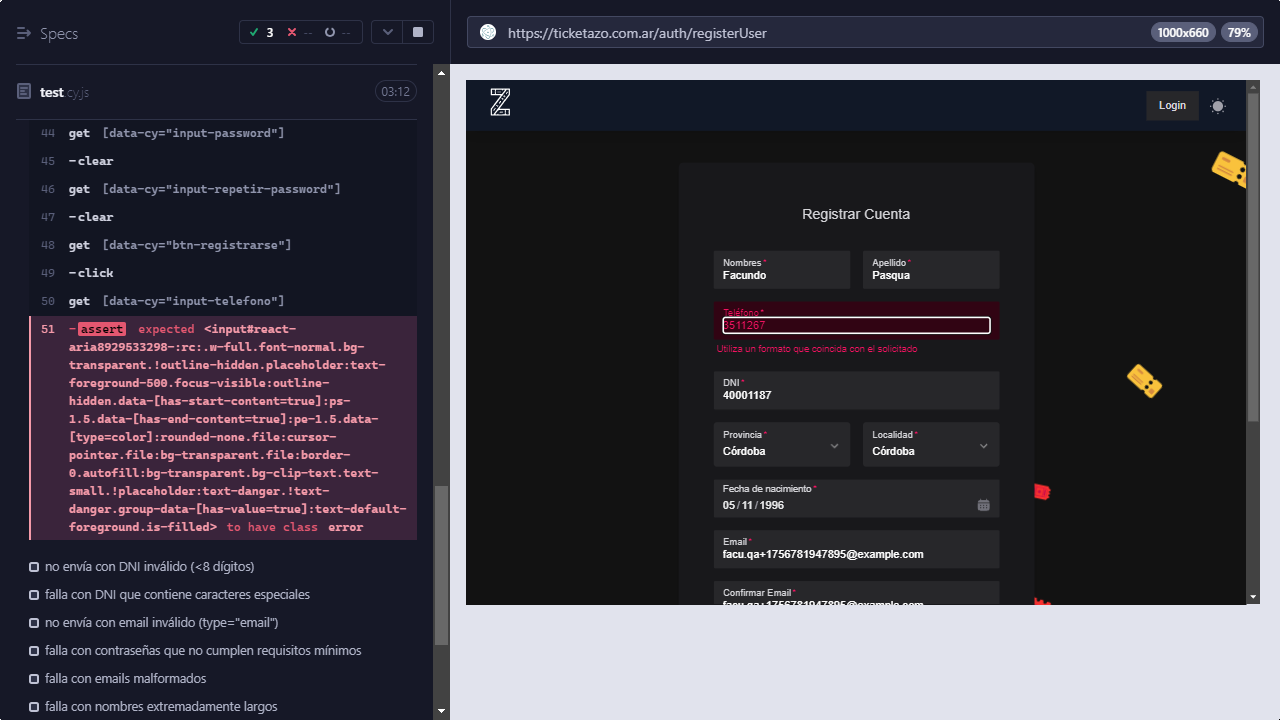 Specs
3
--
--
https://ticketazo.com.ar/auth/registerUser
1000x660
79%
test.cy.js
03:12
44 get [data-cy="input-password"]
45 -clear
46 get [data-cy="input-repetir-password"]
47 -clear
48 get [data-cy="btn-registrarse"]
49 -click
50 get [data-cy="input-telefono"]
51 -assert expected <input#react-
aria8929533298-:rc:.w-full.font-normal.bg-
transparent.!outline-hidden.placeholder:text-
foreground-500.focus-visible:outline-
hidden.data-[has-start-content=true]:ps-
1.5.data-[has-end-content=true]:pe-1.5.data-
[type=color]:rounded-none.file:cursor-
pointer.file:bg-transparent.file:border-
0.autofill:bg-transparent.bg-clip-text.text-
small.!placeholder:text-danger.!text-
danger.group-data-[has-value=true]:text-default-
foreground.is-filled> to have class error
no envía con DNI inválido (<8 dígitos)
falla con DNI que contiene caracteres especiales
no envía con email inválido (type="email")
falla con contraseñas que no cumplen requisitos mínimos
falla con emails malformados
falla con nombres extremadamente largos
Login
Registrar Cuenta
Nombres*
Facundo
Apellido*
Pasqua
Teléfono*
3511267
Utiliza un formato que coincida con el solicitado
DNI*
40001187
Provincia*
Córdoba
Localidad*
Córdoba
Fecha de nacimiento*
05/11/1996
Email*
facu.qa+1756781947895@example.com
Confirmar Email*
facu.qa+1756781947895@example.com